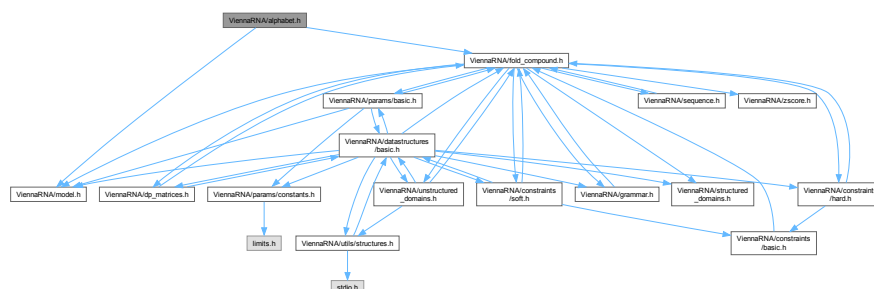 ViennaRNA/alphabet.h
ViennaRNA/fold_compound.h
ViennaRNA/params/basic.h
ViennaRNA/sequence.h
ViennaRNA/zscore.h
ViennaRNA/datastructures
/basic.h
ViennaRNA/model.h
ViennaRNA/dp_matrices.h
ViennaRNA/params/constants.h
ViennaRNA/unstructured
_domains.h
ViennaRNA/constraints
/soft.h
ViennaRNA/grammar.h
ViennaRNA/structured
_domains.h
ViennaRNA/constraint
/hard.h
limits.h
ViennaRNA/utils/structures.h
ViennaRNA/constraints
/basic.h
stdio.h